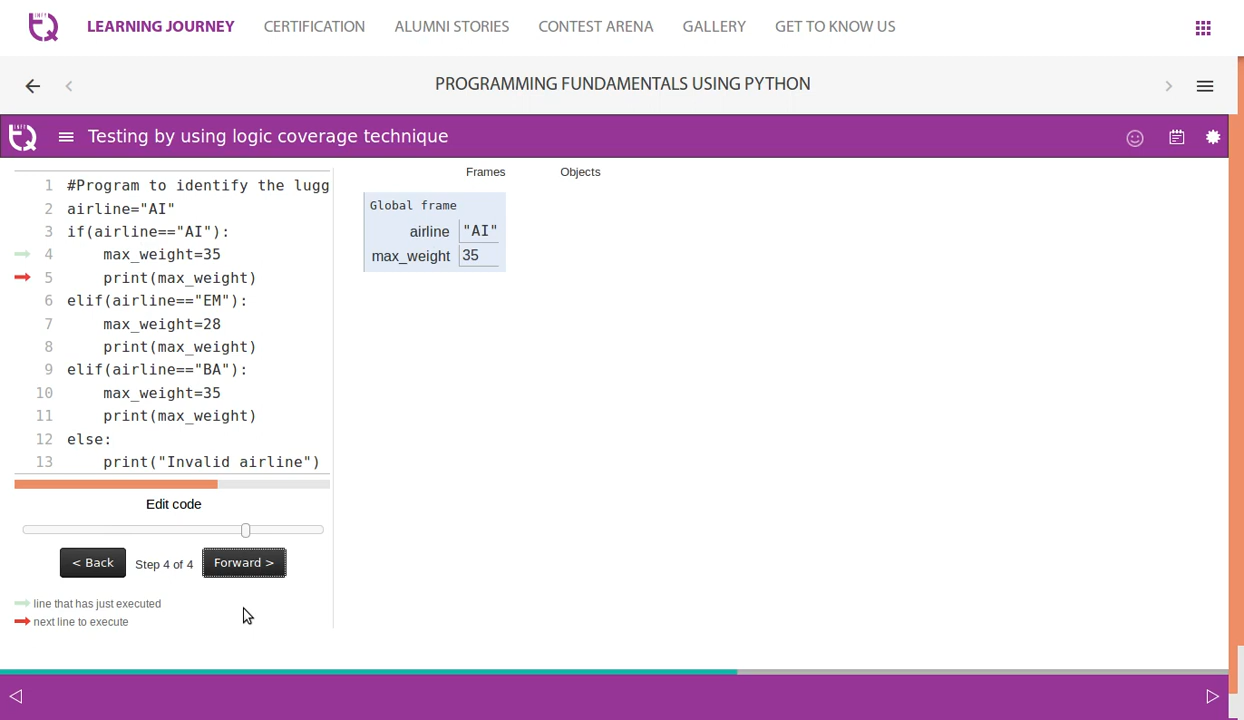 LEARNING JOURNEY CERTIFICATION ALUMNI STORIES CONTEST ARENA GALLERY GET TO KNOW US
PROGRAMMING FUNDAMENTALS USING PYTHON
Testing by using logic coverage technique
Frames Objects
1 #Program to identify the lugg
2 airline="AI"
3 if(airline=="AI"):
4 max_weight=35
5 print(max_weight)
6 elif(airline=="EM"):
7 max_weight=28
8 print(max_weight)
9 elif(airline=="BA"):
10 max_weight=35
11 print(max_weight)
12 else:
13 print("Invalid airline")
Global frame
airline "AI"
max_weight 35
Edit code
< Back Step 4 of 4 Forward >
line that has just executed
next line to execute